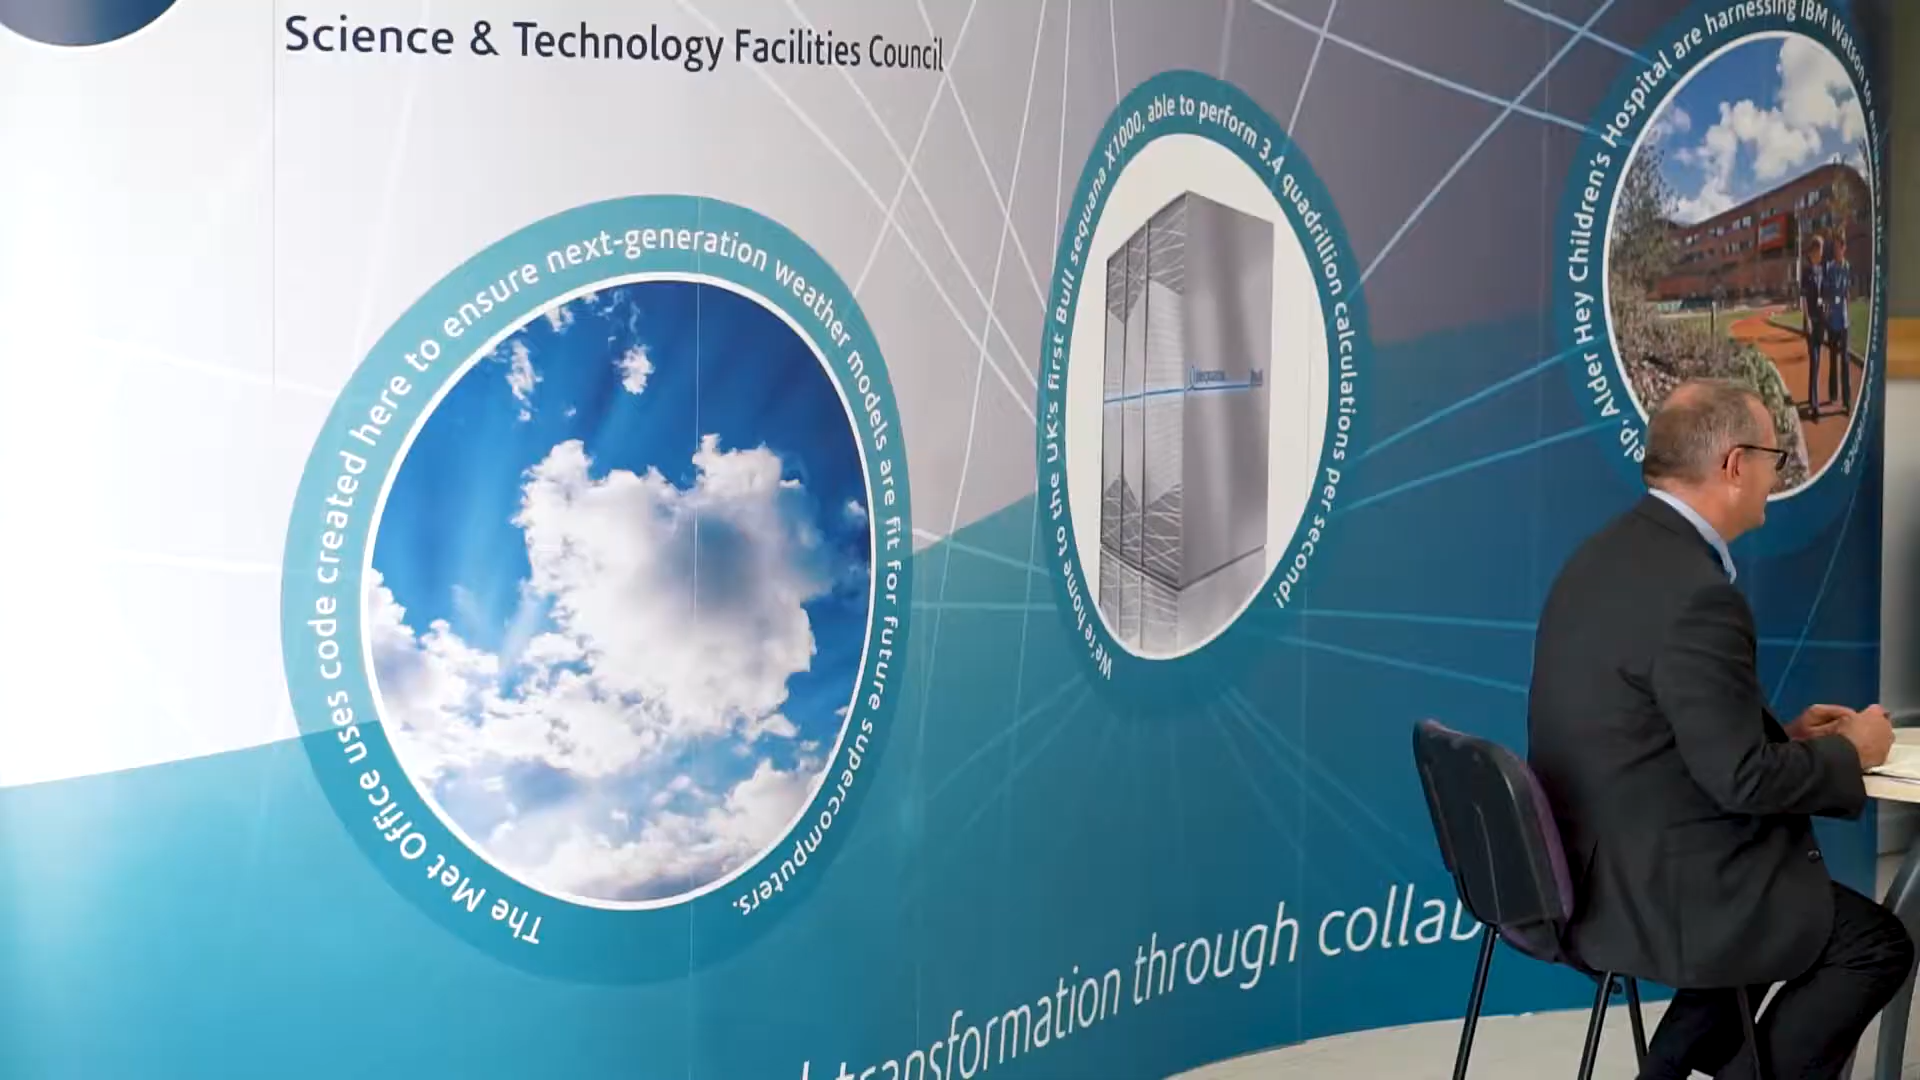 Science & Technology Facilities Council
The Met Office uses code created here to ensure next-generation weather models are fit for future supercomputers.
We're home to the UK's first Bull sequana X1000, able to perform 3.4 quadrillion calculations per second!
Alder Hey Children's Hospital are harnessing IBM Watson to
transformation through collab